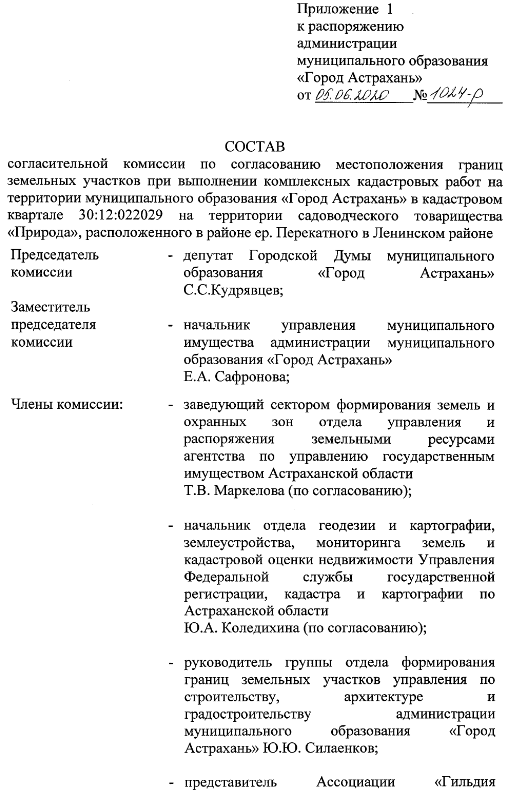 Приложение 1
к распоряжению
администрации
муниципального образования
«Город Астрахань»
от 05.06.2020 № 1024-р
СОСТАВ
согласительной комиссии по согласованию местоположения границ
земельных участков при выполнении комплексных кадастровых работ на
территории муниципального образования «Город Астрахань» в кадастровом
квартале 30:12:022029 на территории садоводческого товарищества
«Природа», расположенного в районе ер. Перекатного в Ленинском районе
Председатель
комиссии
- депутат Городской Думы муниципального
образования «Город Астрахань»
С.С.Кудрявцев;
Заместитель
председателя
комиссии
- начальник управления муниципального
имущества администрации муниципального
образования «Город Астрахань»
Е.А. Сафронова;
Члены комиссии:
- заведующий сектором формирования земель и
охранных зон отдела управления и
распоряжения земельными ресурсами
агентства по управлению государственным
имуществом Астраханской области
Т.В. Маркелова (по согласованию);
- начальник отдела геодезии и картографии,
землеустройства, мониторинга земель и
кадастровой оценки недвижимости Управления
Федеральной службы государственной
регистрации, кадастра и картографии по
Астраханской области
Ю.А. Коледихина (по согласованию);
- руководитель группы отдела формирования
границ земельных участков управления по
строительству, архитектуре и
градостроительству администрации
муниципального образования «Город
Астрахань» Ю.Ю. Силаенков;
- представитель Ассоциации «Гильдия